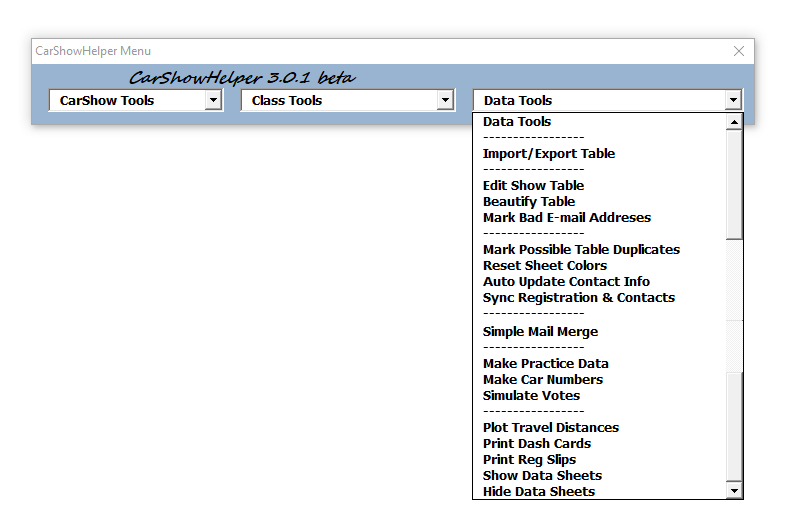 CarShowHelper Menu
CarShowHelper 3.0.1 beta
CarShow Tools
Class Tools
Data Tools
Data Tools
-----------------
Import/Export Table
-----------------
Edit Show Table
Beautify Table
Mark Bad E-mail Addreses
-----------------
Mark Possible Table Duplicates
Reset Sheet Colors
Auto Update Contact Info
Sync Registration & Contacts
-----------------
Simple Mail Merge
-----------------
Make Practice Data
Make Car Numbers
Simulate Votes
-----------------
Plot Travel Distances
Print Dash Cards
Print Reg Slips
Show Data Sheets
Hide Data Sheets